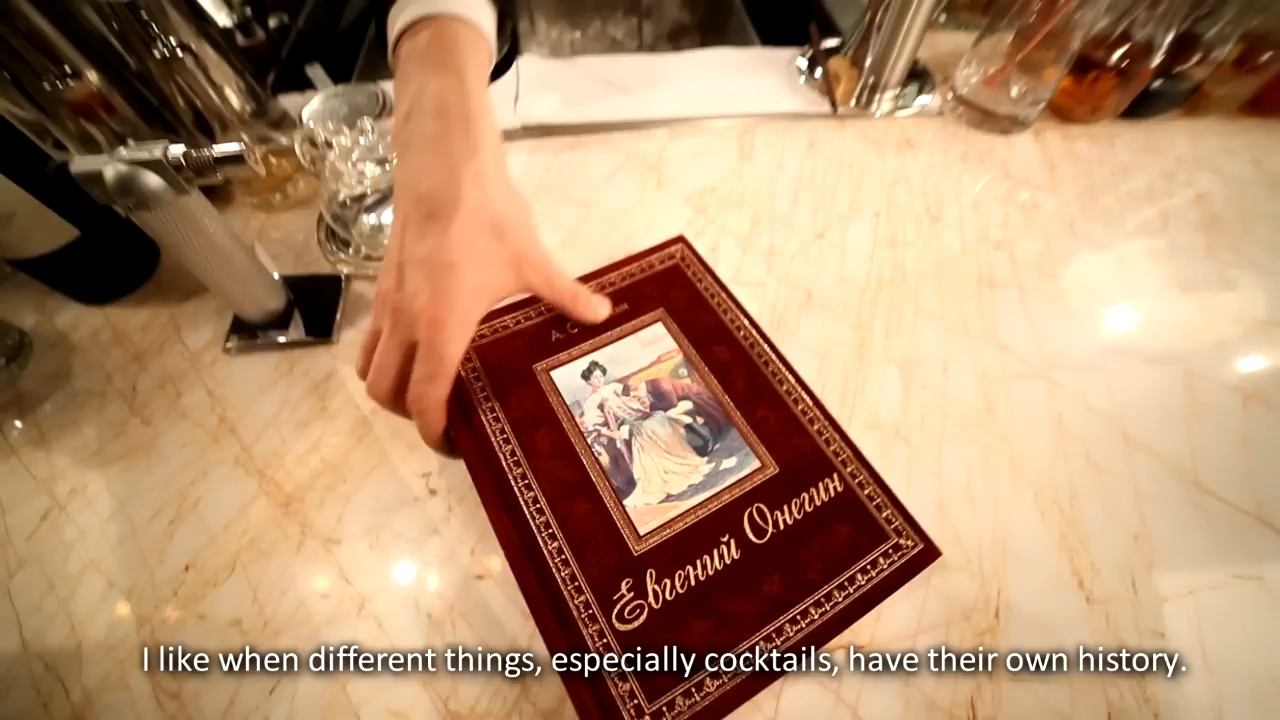 А. С
Евгений Онегин
I like when different things, especially cocktails, have their own history.